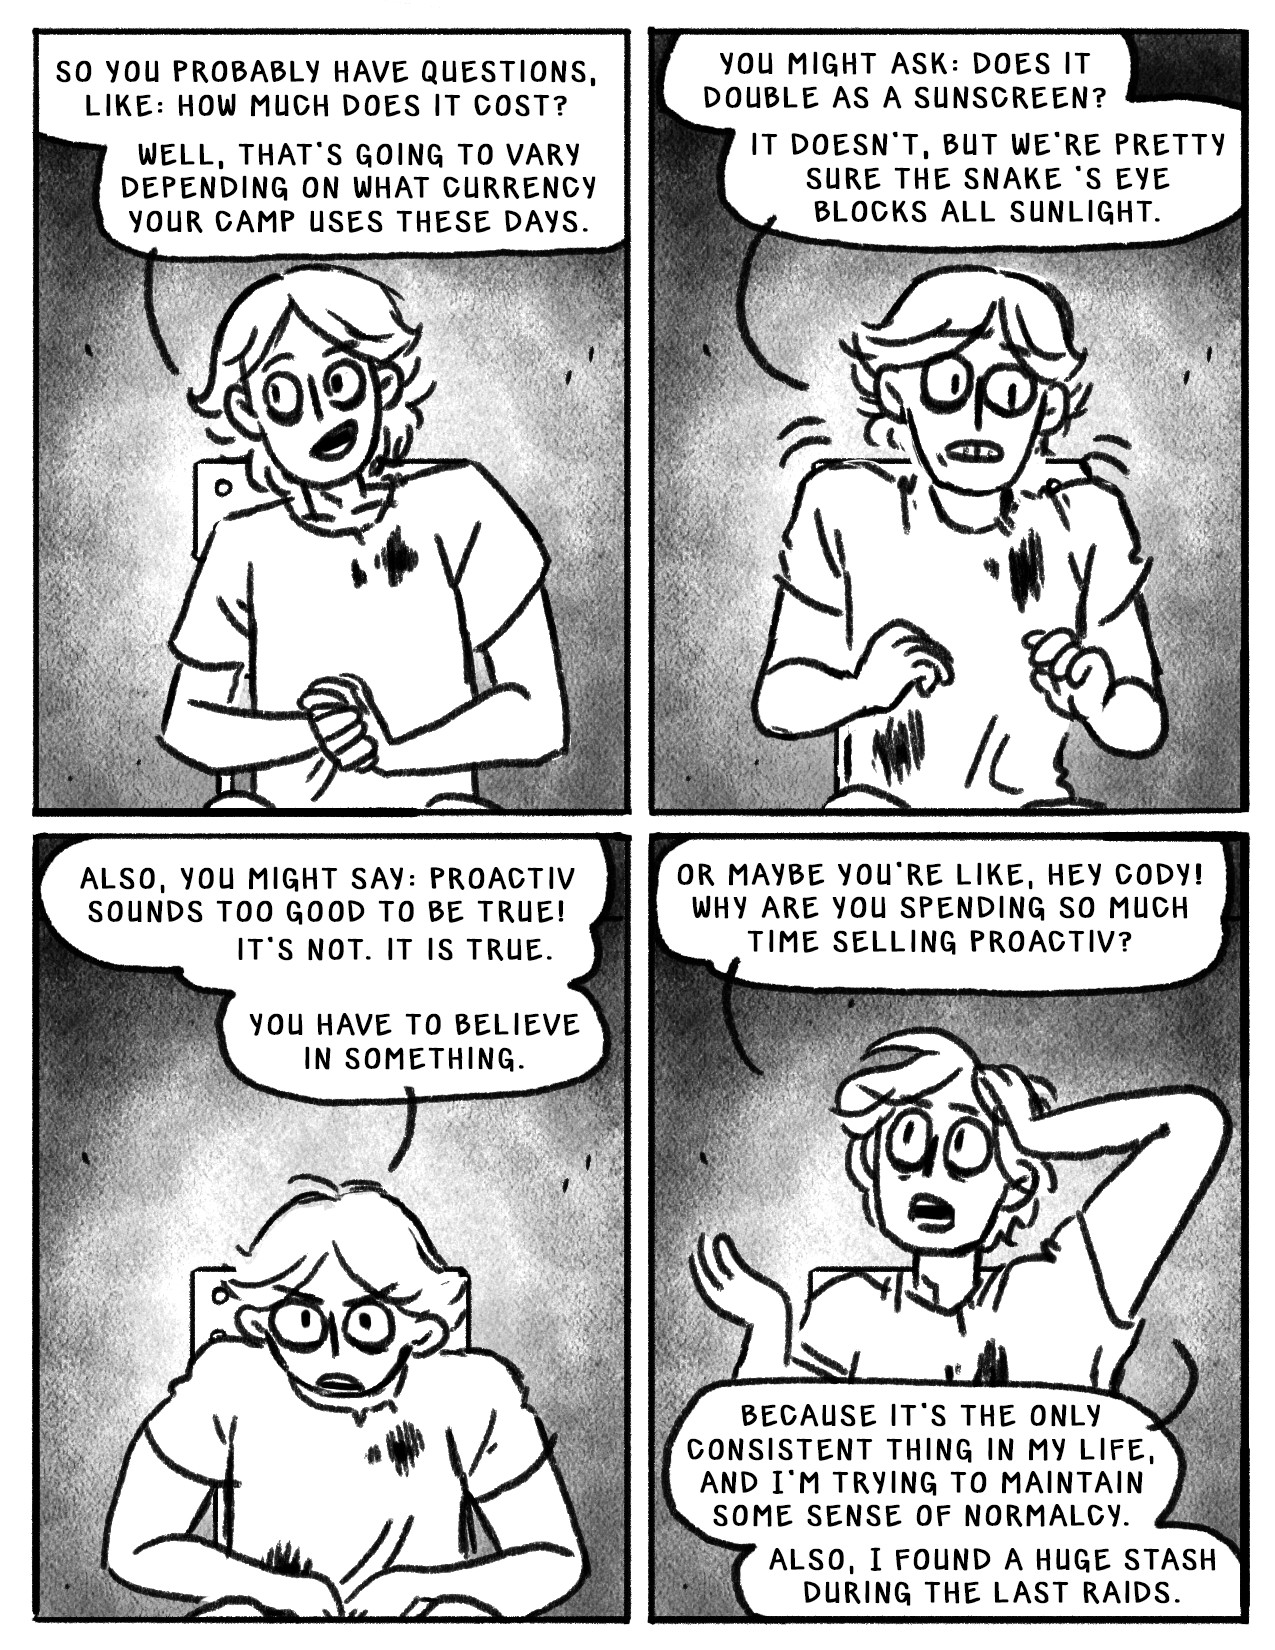 SO YOU PROBABLY HAVE QUESTIONS,
LIKE: HOW MUCH DOES IT COST?
WELL, THAT'S GOING TO VARY
DEPENDING ON WHAT CURRENCY
YOUR CAMP USES THESE DAYS.
YOU MIGHT ASK: DOES IT
DOUBLE AS A SUNSCREEN?
IT DOESN'T, BUT WE'RE PRETTY
SURE THE SNAKE 'S EYE
BLOCKS ALL SUNLIGHT.
ALSO, YOU MIGHT SAY: PROACTIV
SOUNDS TOO GOOD TO BE TRUE!
IT'S NOT. IT IS TRUE.
YOU HAVE TO BELIEVE
IN SOMETHING.
OR MAYBE YOU'RE LIKE, HEY CODY!
WHY ARE YOU SPENDING SO MUCH
TIME SELLING PROACTIV?
BECAUSE IT'S THE ONLY
CONSISTENT THING IN MY LIFE,
AND I'M TRYING TO MAINTAIN
SOME SENSE OF NORMALCY.
ALSO, I FOUND A HUGE STASH
DURING THE LAST RAIDS.